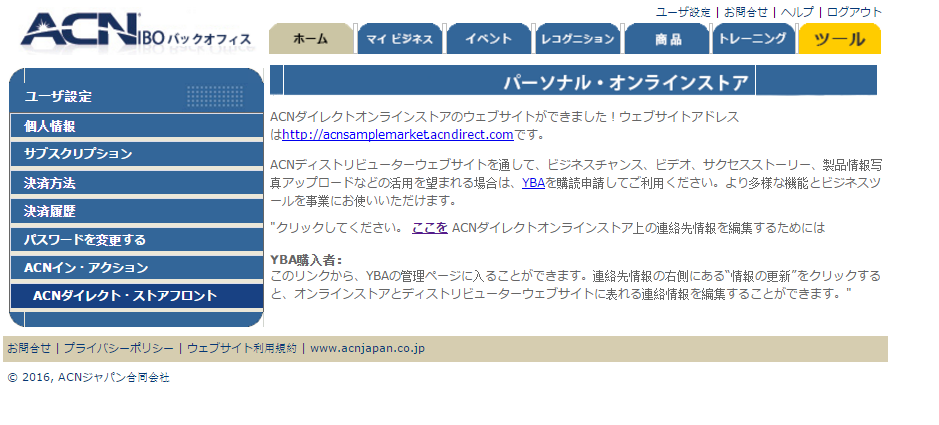 ユーザ設定 | お問合せ | ヘルプ | ログアウト
ACN IBO バックオフィス
ホーム マイ ビジネス イベント レコグニション 商品 トレーニング ツール
ユーザ設定
個人情報
サブスクリプション
決済方法
決済履歴
パスワードを変更する
ACNイン・アクション
ACNダイレクト・ストアフロント
パーソナル・オンラインストア
ACNダイレクトオンラインストアのウェブサイトができました！ウェブサイトアドレス
はhttp://acnsamplemarket.acndirect.comです。
ACNディストリビューターウェブサイトを通して、ビジネスチャンス、ビデオ、サクセスストーリー、製品情報写
真アップロードなどの活用を望まれる場合は、YBAを購読申請してご利用ください。より多様な機能とビジネスツ
ールを事業にお使いいただけます。
"クリックしてください。 ここを ACNダイレクトオンラインストア上の連絡先情報を編集するためには
YBA購入者：
このリンクから、YBAの管理ページに入ることができます。連絡先情報の右側にある“情報の更新”をクリックする
と、オンラインストアとディストリビューターウェブサイトに表れる連絡情報を編集することができます。"
お問合せ | プライバシーポリシー | ウェブサイト利用規約 | www.acnjapan.co.jp
© 2016, ACNジャパン合同会社